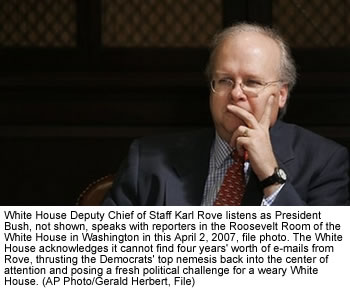 White House Deputy Chief of Staff Karl Rove listens as President
Bush, not shown, speaks with reporters in the Roosevelt Room of the
White House in Washington in this April 2, 2007, file photo. The White
House acknowledges it cannot find four years' worth of e-mails from
Rove, thrusting the Democrats' top nemesis back into the center of
attention and posing a fresh political challenge for a weary White
House. (AP Photo/Gerald Herbert, File)